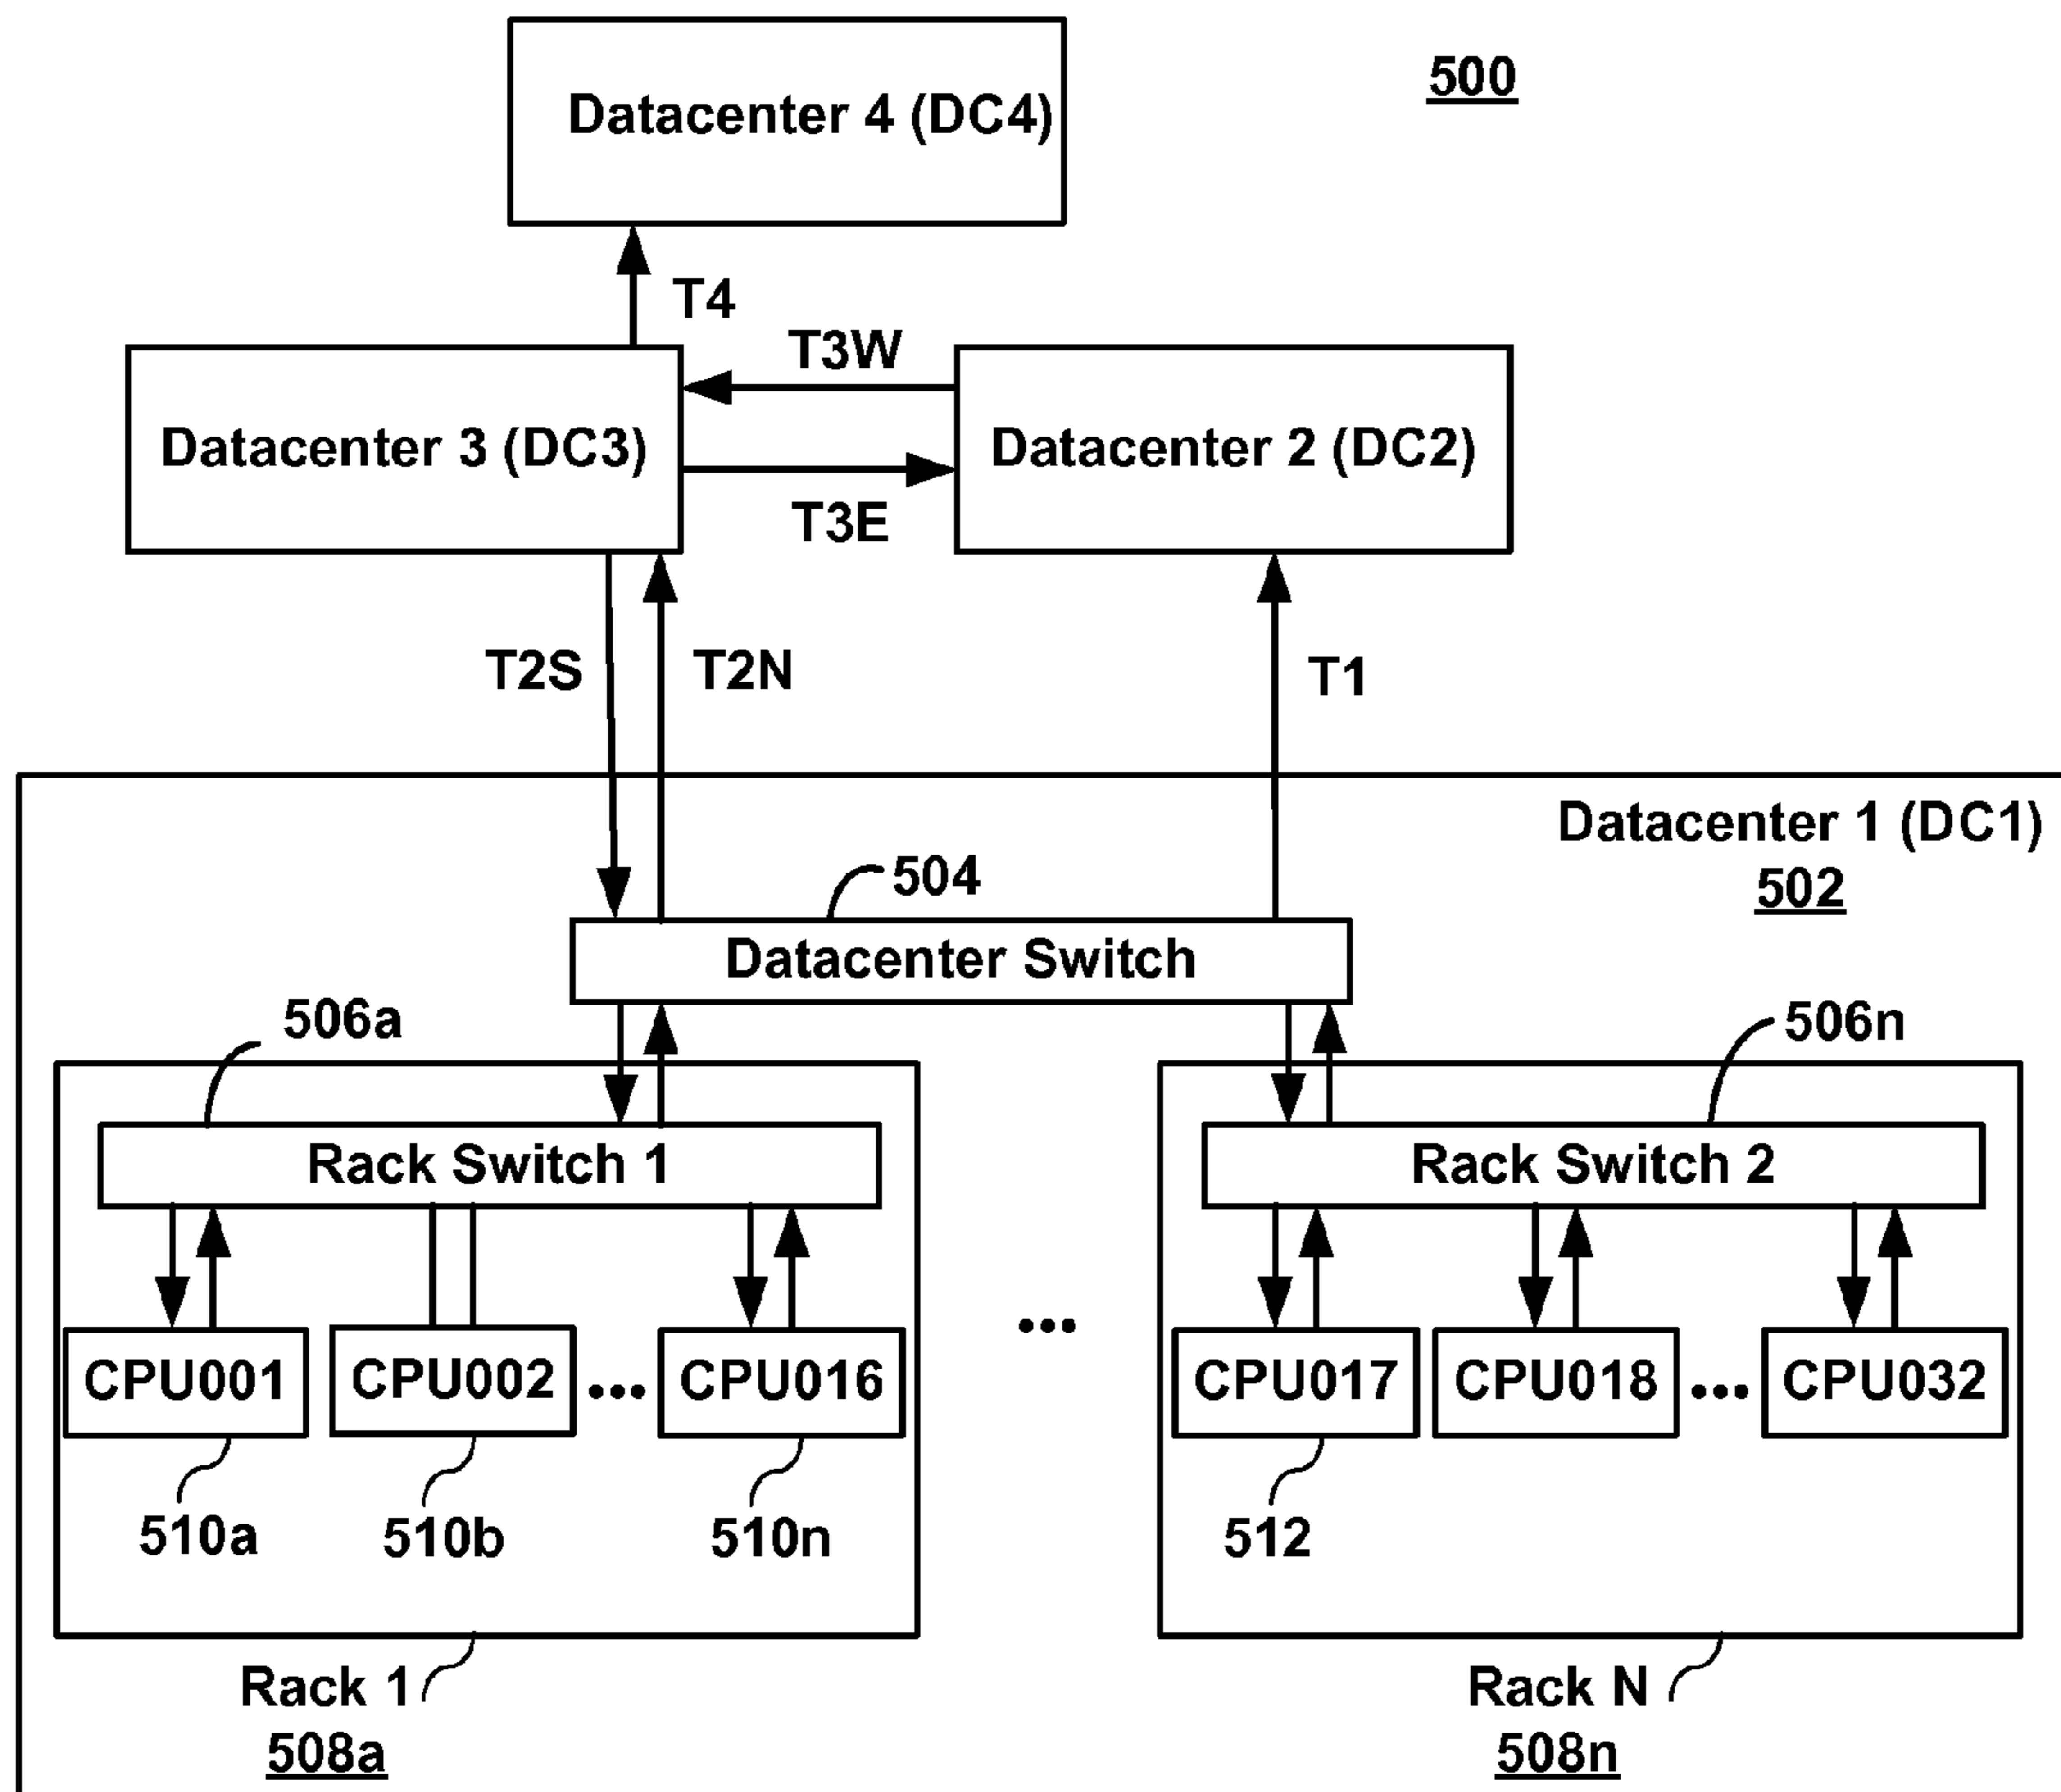 500
Datacenter 4 (DC4)
T4
T3W
Datacenter 3 (DC3)
Datacenter 2 (DC2)
T3E
T2S
T2N
T1
Datacenter 1 (DC1)
502
504
Datacenter Switch
506a
506n
Rack Switch 1
Rack Switch 2
...
CPU001
CPU002
...
CPU016
CPU017
CPU018
...
CPU032
510a
510b
510n
512
Rack 1
508a
Rack N
508n